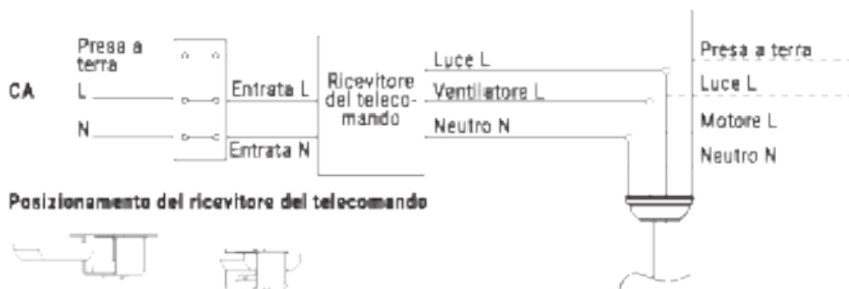 Presa a
terra
CA
L
N
Entrata L
Entrata N
Ricevitore
del teleco-
mando
Luce L
Ventilatore L
Neutro N
Presa a terra
Luce L
Motore L
Neutro N
Posizionamento del ricevitore del telecomando